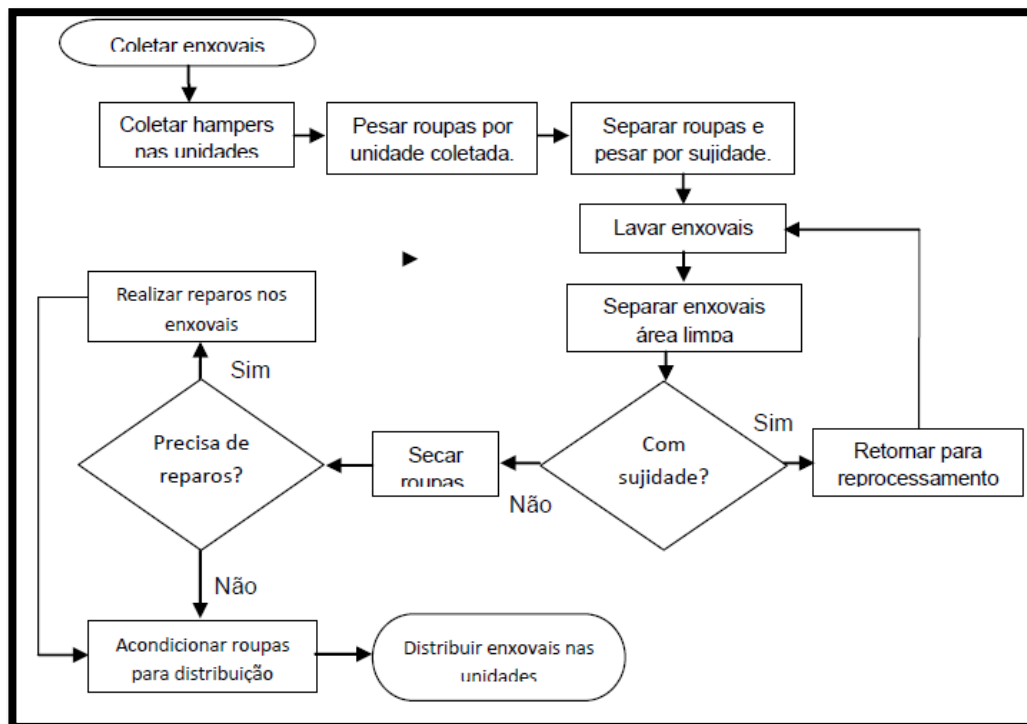 Coletar enxovais
Coletar hampers
nas unidades
Pesar roupas por
unidade coletada.
Separar roupas e
pesar por sujidade.
Lavar enxovais
Realizar reparos nos
enxovais
Separar enxovais
área limpa
Sim
Precisa de
reparos?
Secar
roupas
Com
sujidade?
Sim
Retornar para
reprocessamento
Não
Não
Acondicionar roupas
para distribuição
Distribuir enxovais nas
unidades